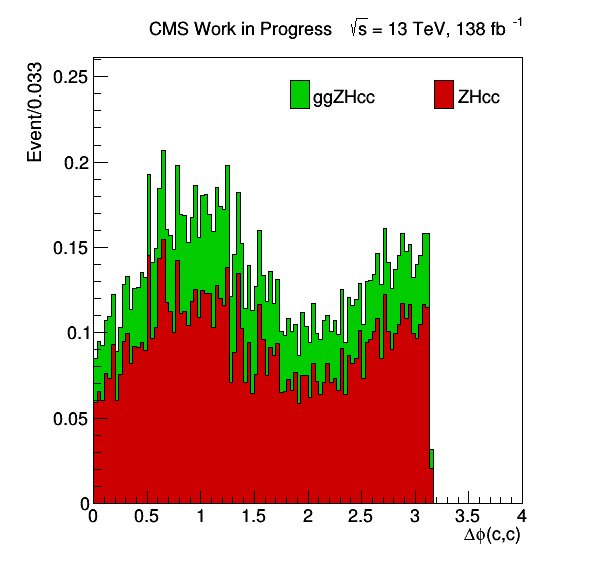 CMS Work in Progress √s = 13 TeV, 138 fb -1
Event/0.033
ggZHcc ZHcc
0.25
0.2
0.15
0.1
0.05
0
0 0.5 1 1.5 2 2.5 3 3.5 4
Δϕ(c,c)